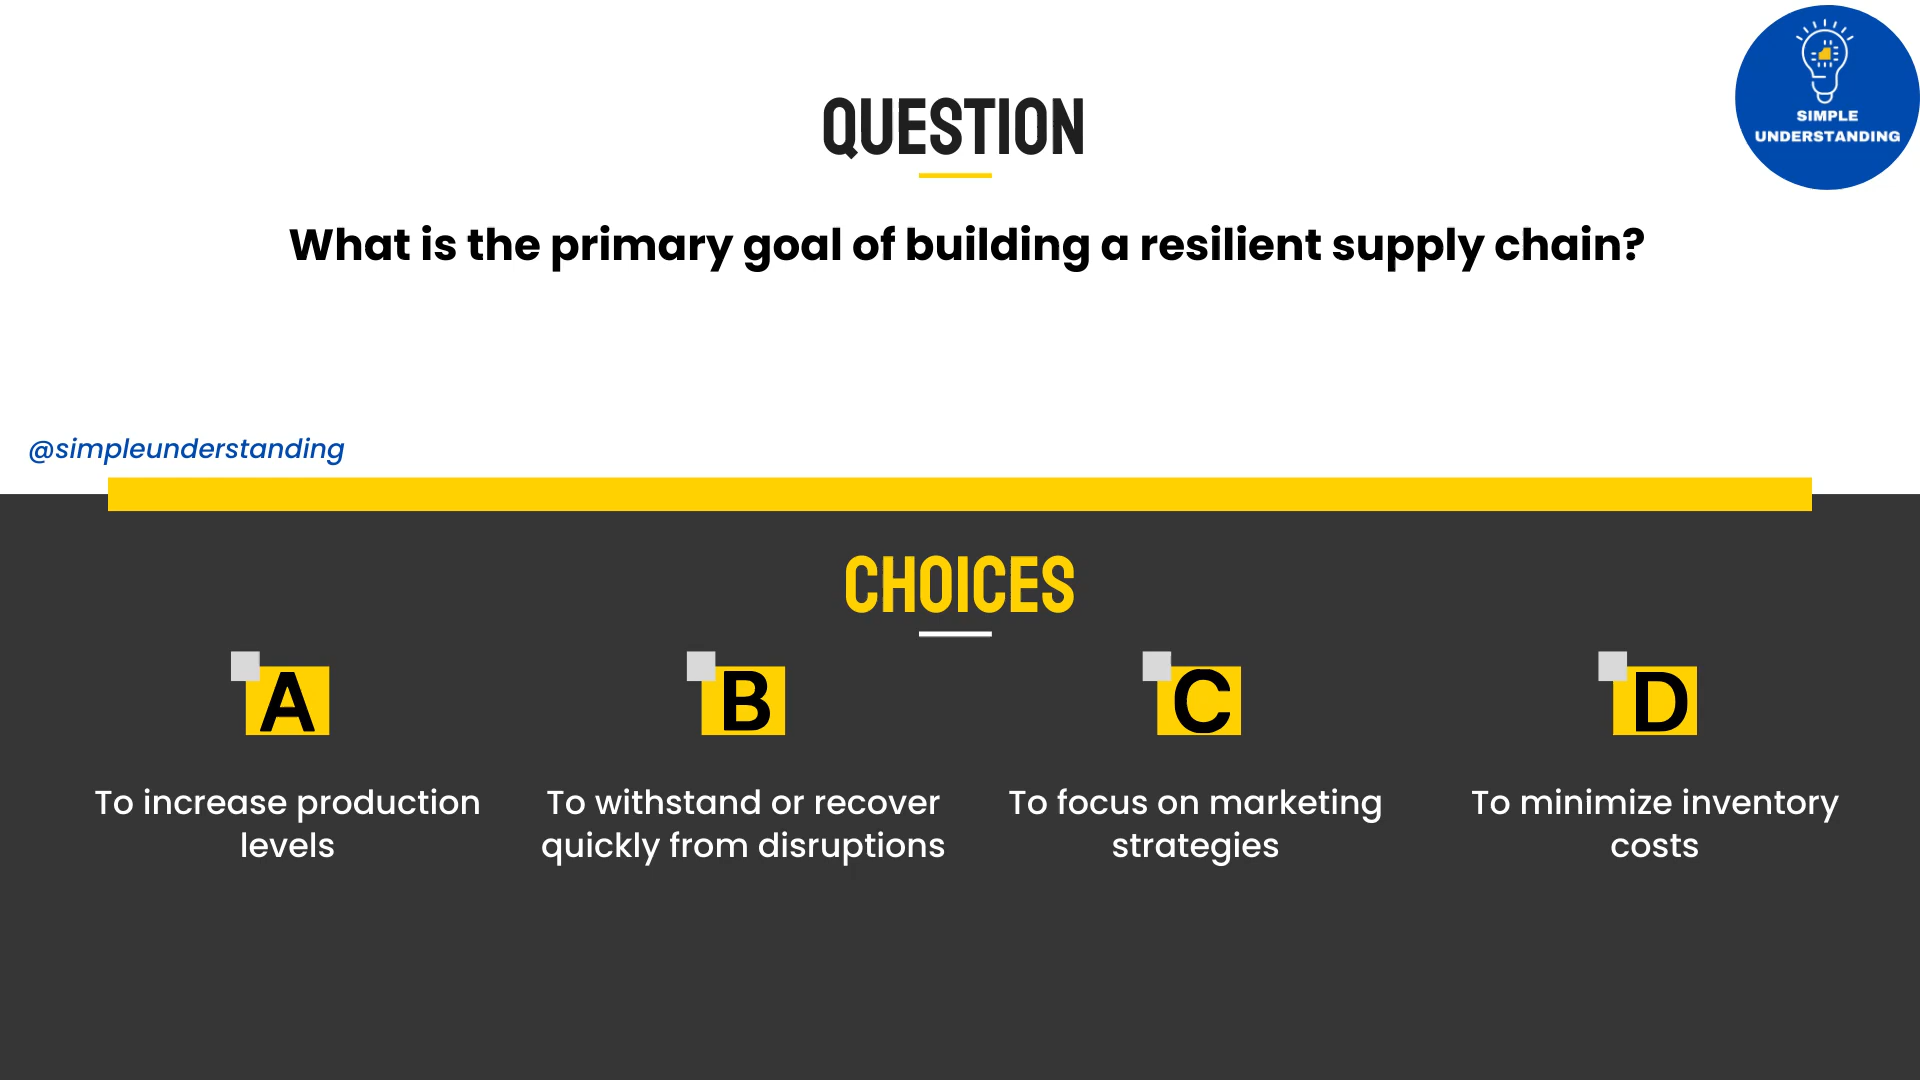 SIMPLE
UNDERSTANDING
QUESTION
What is the primary goal of building a resilient supply chain?
@simpleunderstanding
CHOICES
A
To increase production
levels
B
To withstand or recover
quickly from disruptions
C
To focus on marketing
strategies
D
To minimize inventory
costs